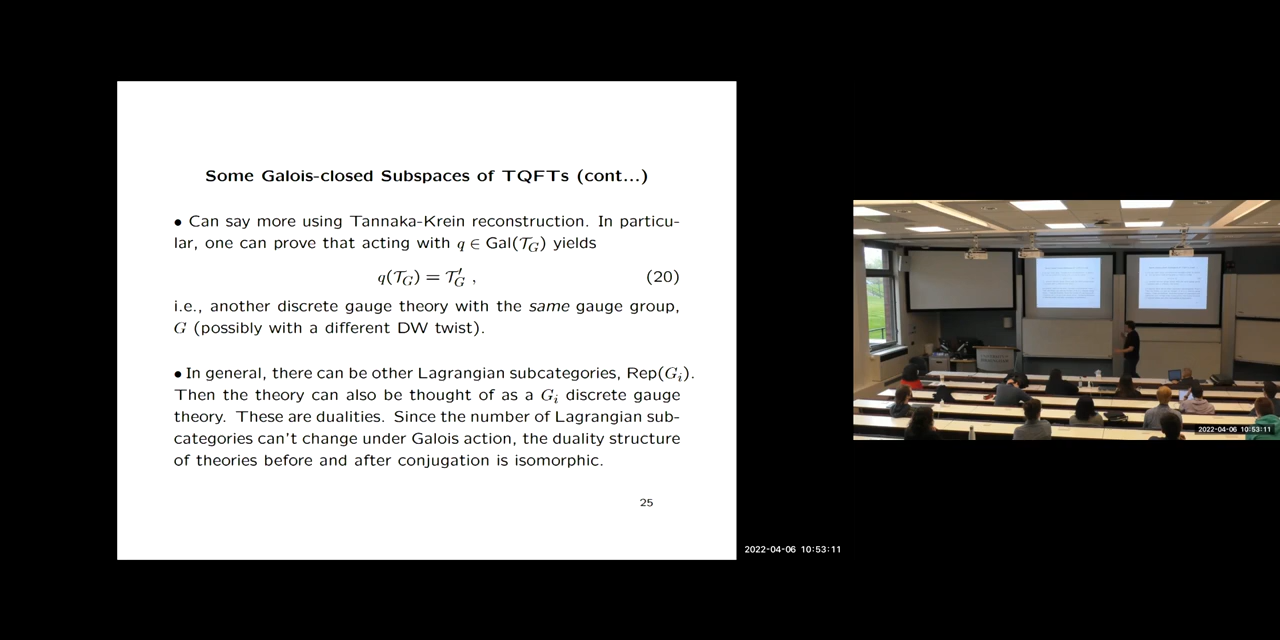 Some Galois-closed Subspaces of TQFTs (cont...)
• Can say more using Tannaka-Krein reconstruction. In particu-
lar, one can prove that acting with q ∈ Gal(𝒯_G) yields
q(𝒯_G) = 𝒯′_G , (20)
i.e., another discrete gauge theory with the same gauge group,
G (possibly with a different DW twist).
• In general, there can be other Lagrangian subcategories, Rep(G_i).
Then the theory can also be thought of as a G_i discrete gauge
theory. These are dualities. Since the number of Lagrangian sub-
categories can't change under Galois action, the duality structure
of theories before and after conjugation is isomorphic.
25
2022-04-06 10:53:11
2022-04-06 10:53:11